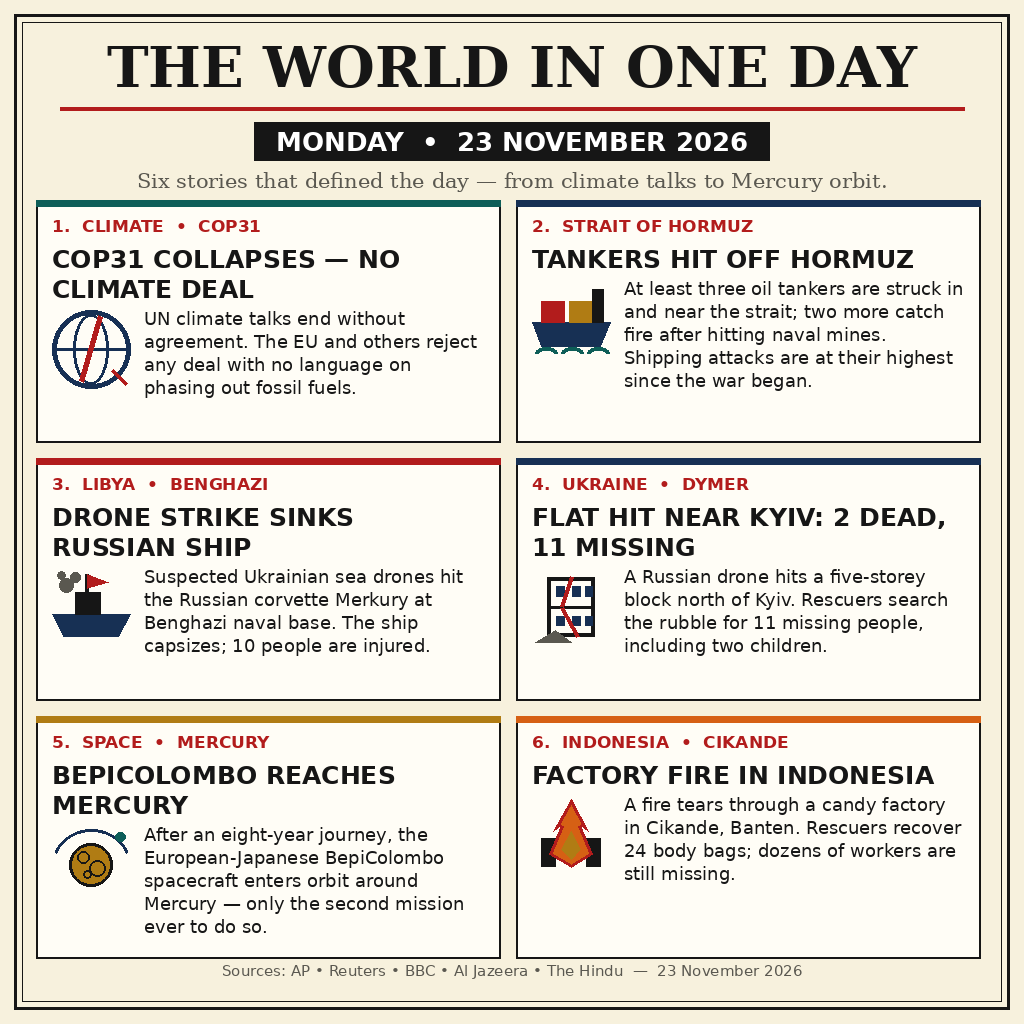 THE WORLD IN ONE DAY
MONDAY • 23 NOVEMBER 2026
Six stories that defined the day — from climate talks to Mercury orbit.
1. CLIMATE • COP31
COP31 COLLAPSES — NO
CLIMATE DEAL
UN climate talks end without
agreement. The EU and others reject
any deal with no language on
phasing out fossil fuels.
2. STRAIT OF HORMUZ
TANKERS HIT OFF HORMUZ
At least three oil tankers are struck in
and near the strait; two more catch
fire after hitting naval mines.
Shipping attacks are at their highest
since the war began.
3. LIBYA • BENGHAZI
DRONE STRIKE SINKS
RUSSIAN SHIP
Suspected Ukrainian sea drones hit
the Russian corvette Merkury at
Benghazi naval base. The ship
capsizes; 10 people are injured.
4. UKRAINE • DYMER
FLAT HIT NEAR KYIV: 2 DEAD,
11 MISSING
A Russian drone hits a five-storey
block north of Kyiv. Rescuers search
the rubble for 11 missing people,
including two children.
5. SPACE • MERCURY
BEPICOLOMBO REACHES
MERCURY
After an eight-year journey, the
European-Japanese BepiColombo
spacecraft enters orbit around
Mercury — only the second mission
ever to do so.
6. INDONESIA • CIKANDE
FACTORY FIRE IN INDONESIA
A fire tears through a candy factory
in Cikande, Banten. Rescuers recover
24 body bags; dozens of workers are
still missing.
Sources: AP • Reuters • BBC • Al Jazeera • The Hindu — 23 November 2026